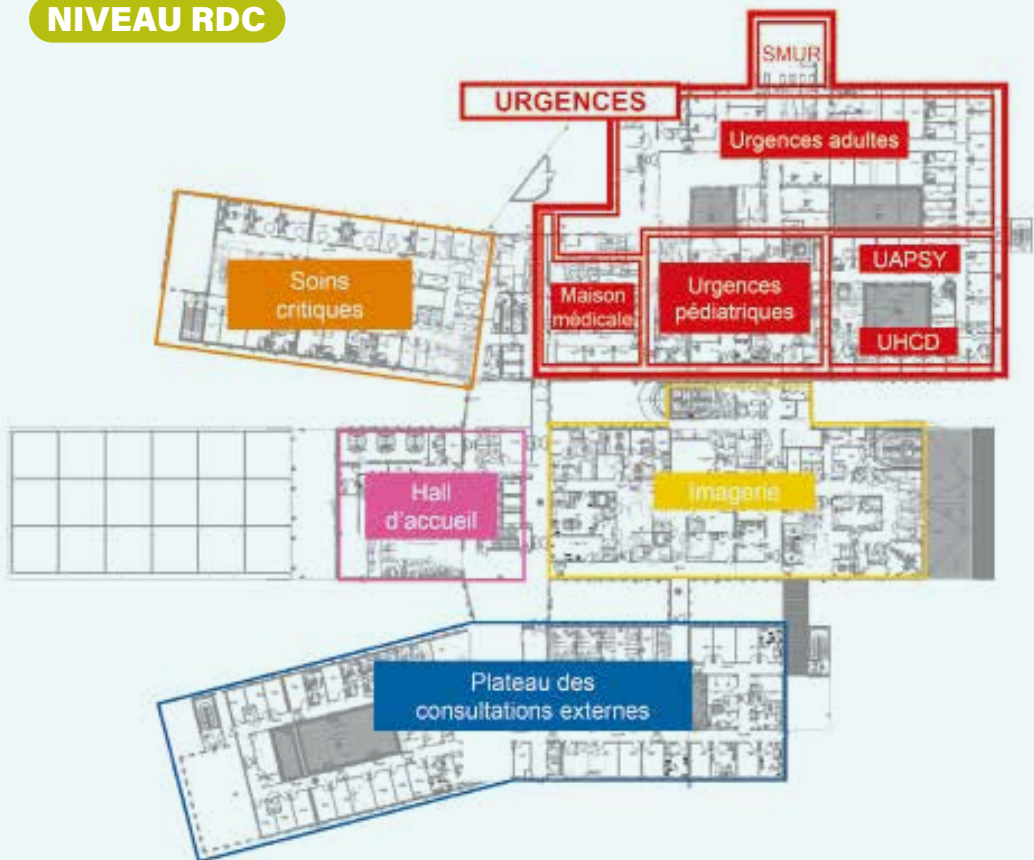 NIVEAU RDC
SMUR
URGENCES
Urgences adultes
Soins
critiques
Maison
médicale
Urgences
pédiatriques
UAPSY
UHCD
Hall
d'accueil
Imagerie
Plateau des
consultations externes